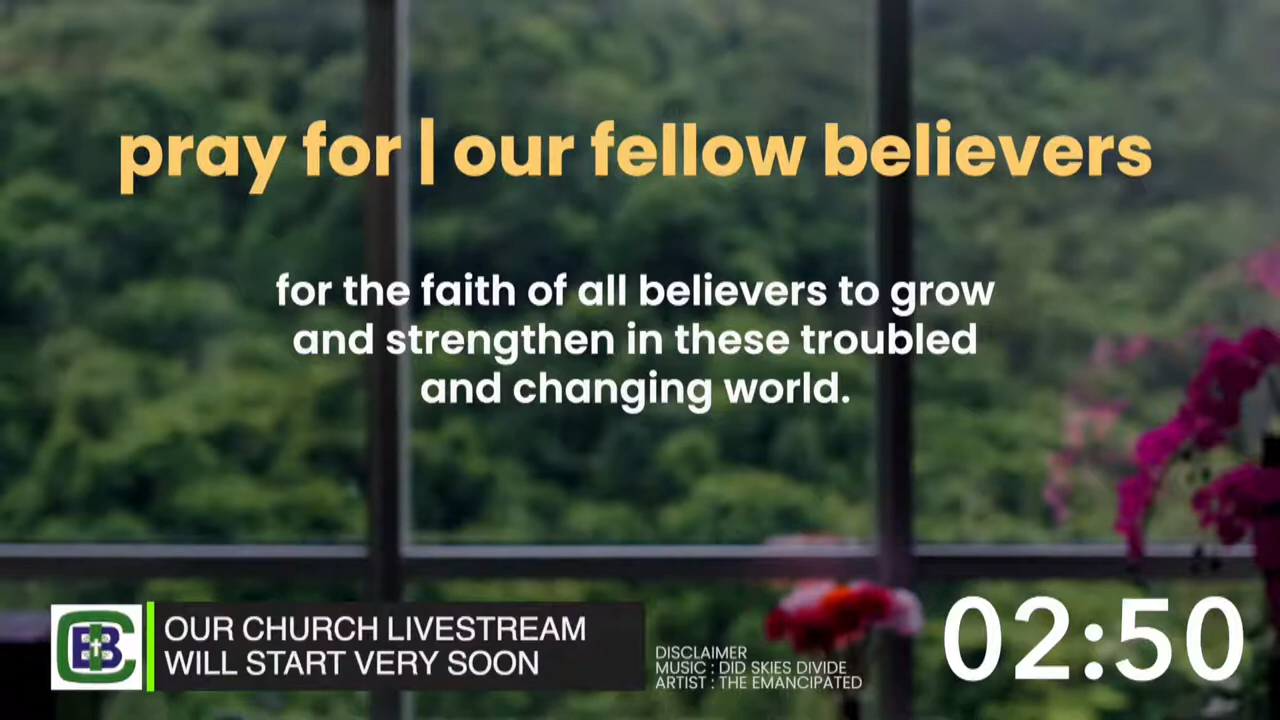 pray for | our fellow believers
for the faith of all believers to grow
and strengthen in these troubled
and changing world.
CBB
OUR CHURCH LIVESTREAM
WILL START VERY SOON
DISCLAIMER
MUSIC : DID SKIES DIVIDE
ARTIST : THE EMANCIPATED
02:50